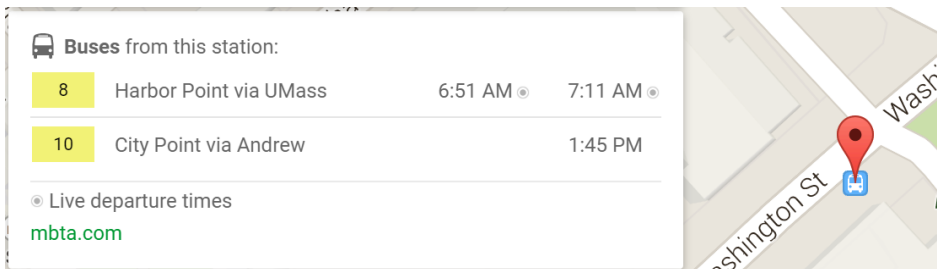 Buses from this station:
8 Harbor Point via UMass 6:51 AM 7:11 AM
10 City Point via Andrew 1:45 PM
Live departure times
mbta.com
Wash
shington St